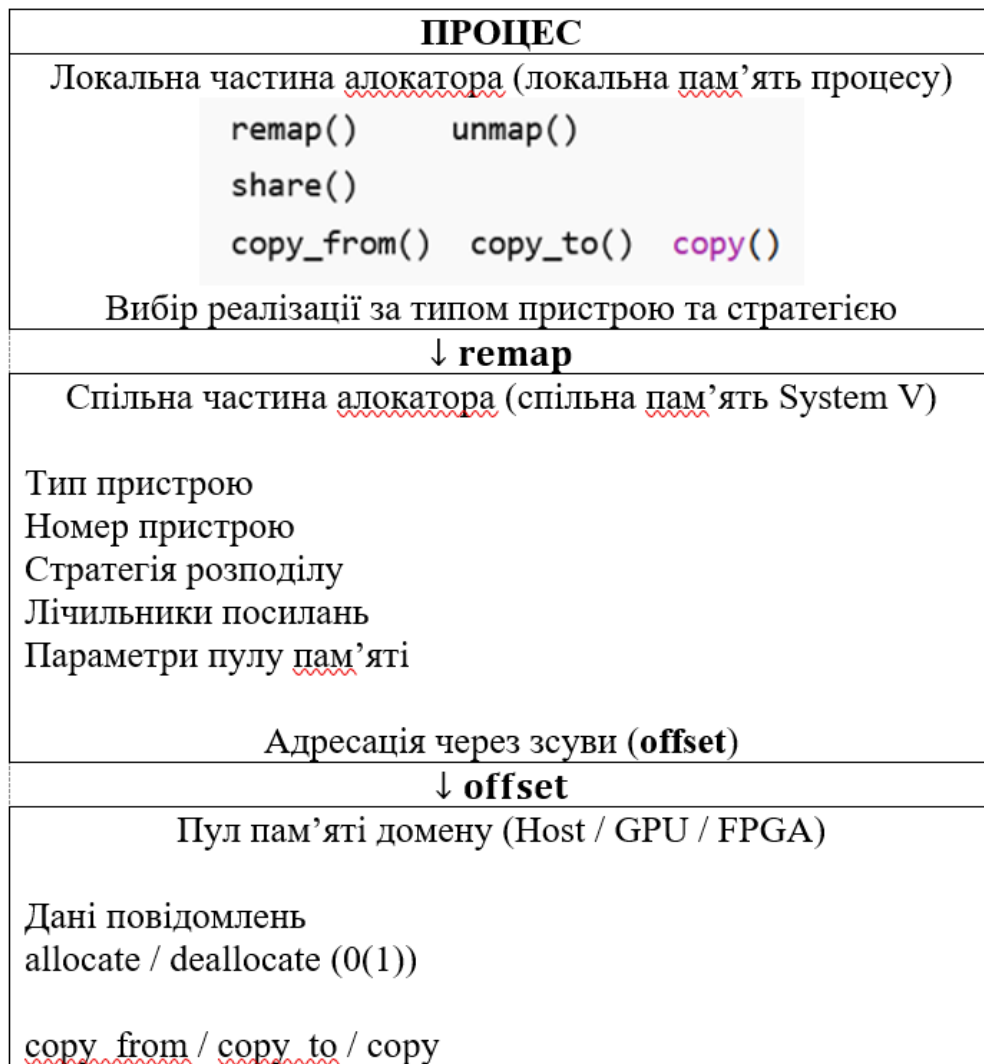 ПРОЦЕС
Локальна частина алокатора (локальна пам’ять процесу)
remap() unmap()
share()
copy_from() copy_to() copy()
Вибір реалізації за типом пристрою та стратегією
↓ remap
Спільна частина алокатора (спільна пам’ять System V)
Тип пристрою
Номер пристрою
Стратегія розподілу
Лічильники посилань
Параметри пулу пам’яті
Адресація через зсуви (offset)
↓ offset
Пул пам’яті домену (Host / GPU / FPGA)
Дані повідомлень
allocate / deallocate (0(1))
copy_from / copy_to / copy